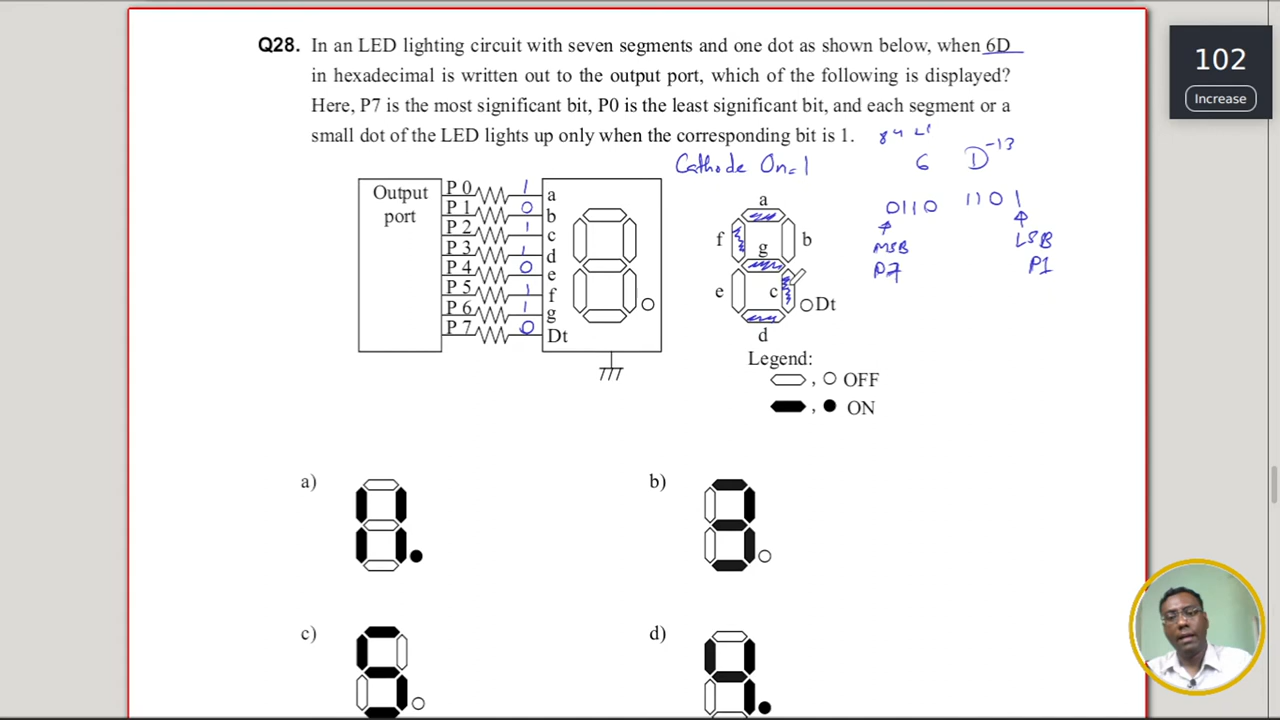 102
Increase
Q28. In an LED lighting circuit with seven segments and one dot as shown below, when 6D
in hexadecimal is written out to the output port, which of the following is displayed?
Here, P7 is the most significant bit, P0 is the least significant bit, and each segment or a
small dot of the LED lights up only when the corresponding bit is 1.
Cathode On=1
6 D-13
0110 1101
MSB LSB
P7 P1
Output
port
P 0 1 a
P 1 0 b
P 2 1 c
P 3 1 d
P 4 0 e
P 5 1 f
P 6 1 g
P 7 0 Dt
a
f g b
e c Dt
d
Legend:
, OFF
, ON
a)
b)
c)
d)